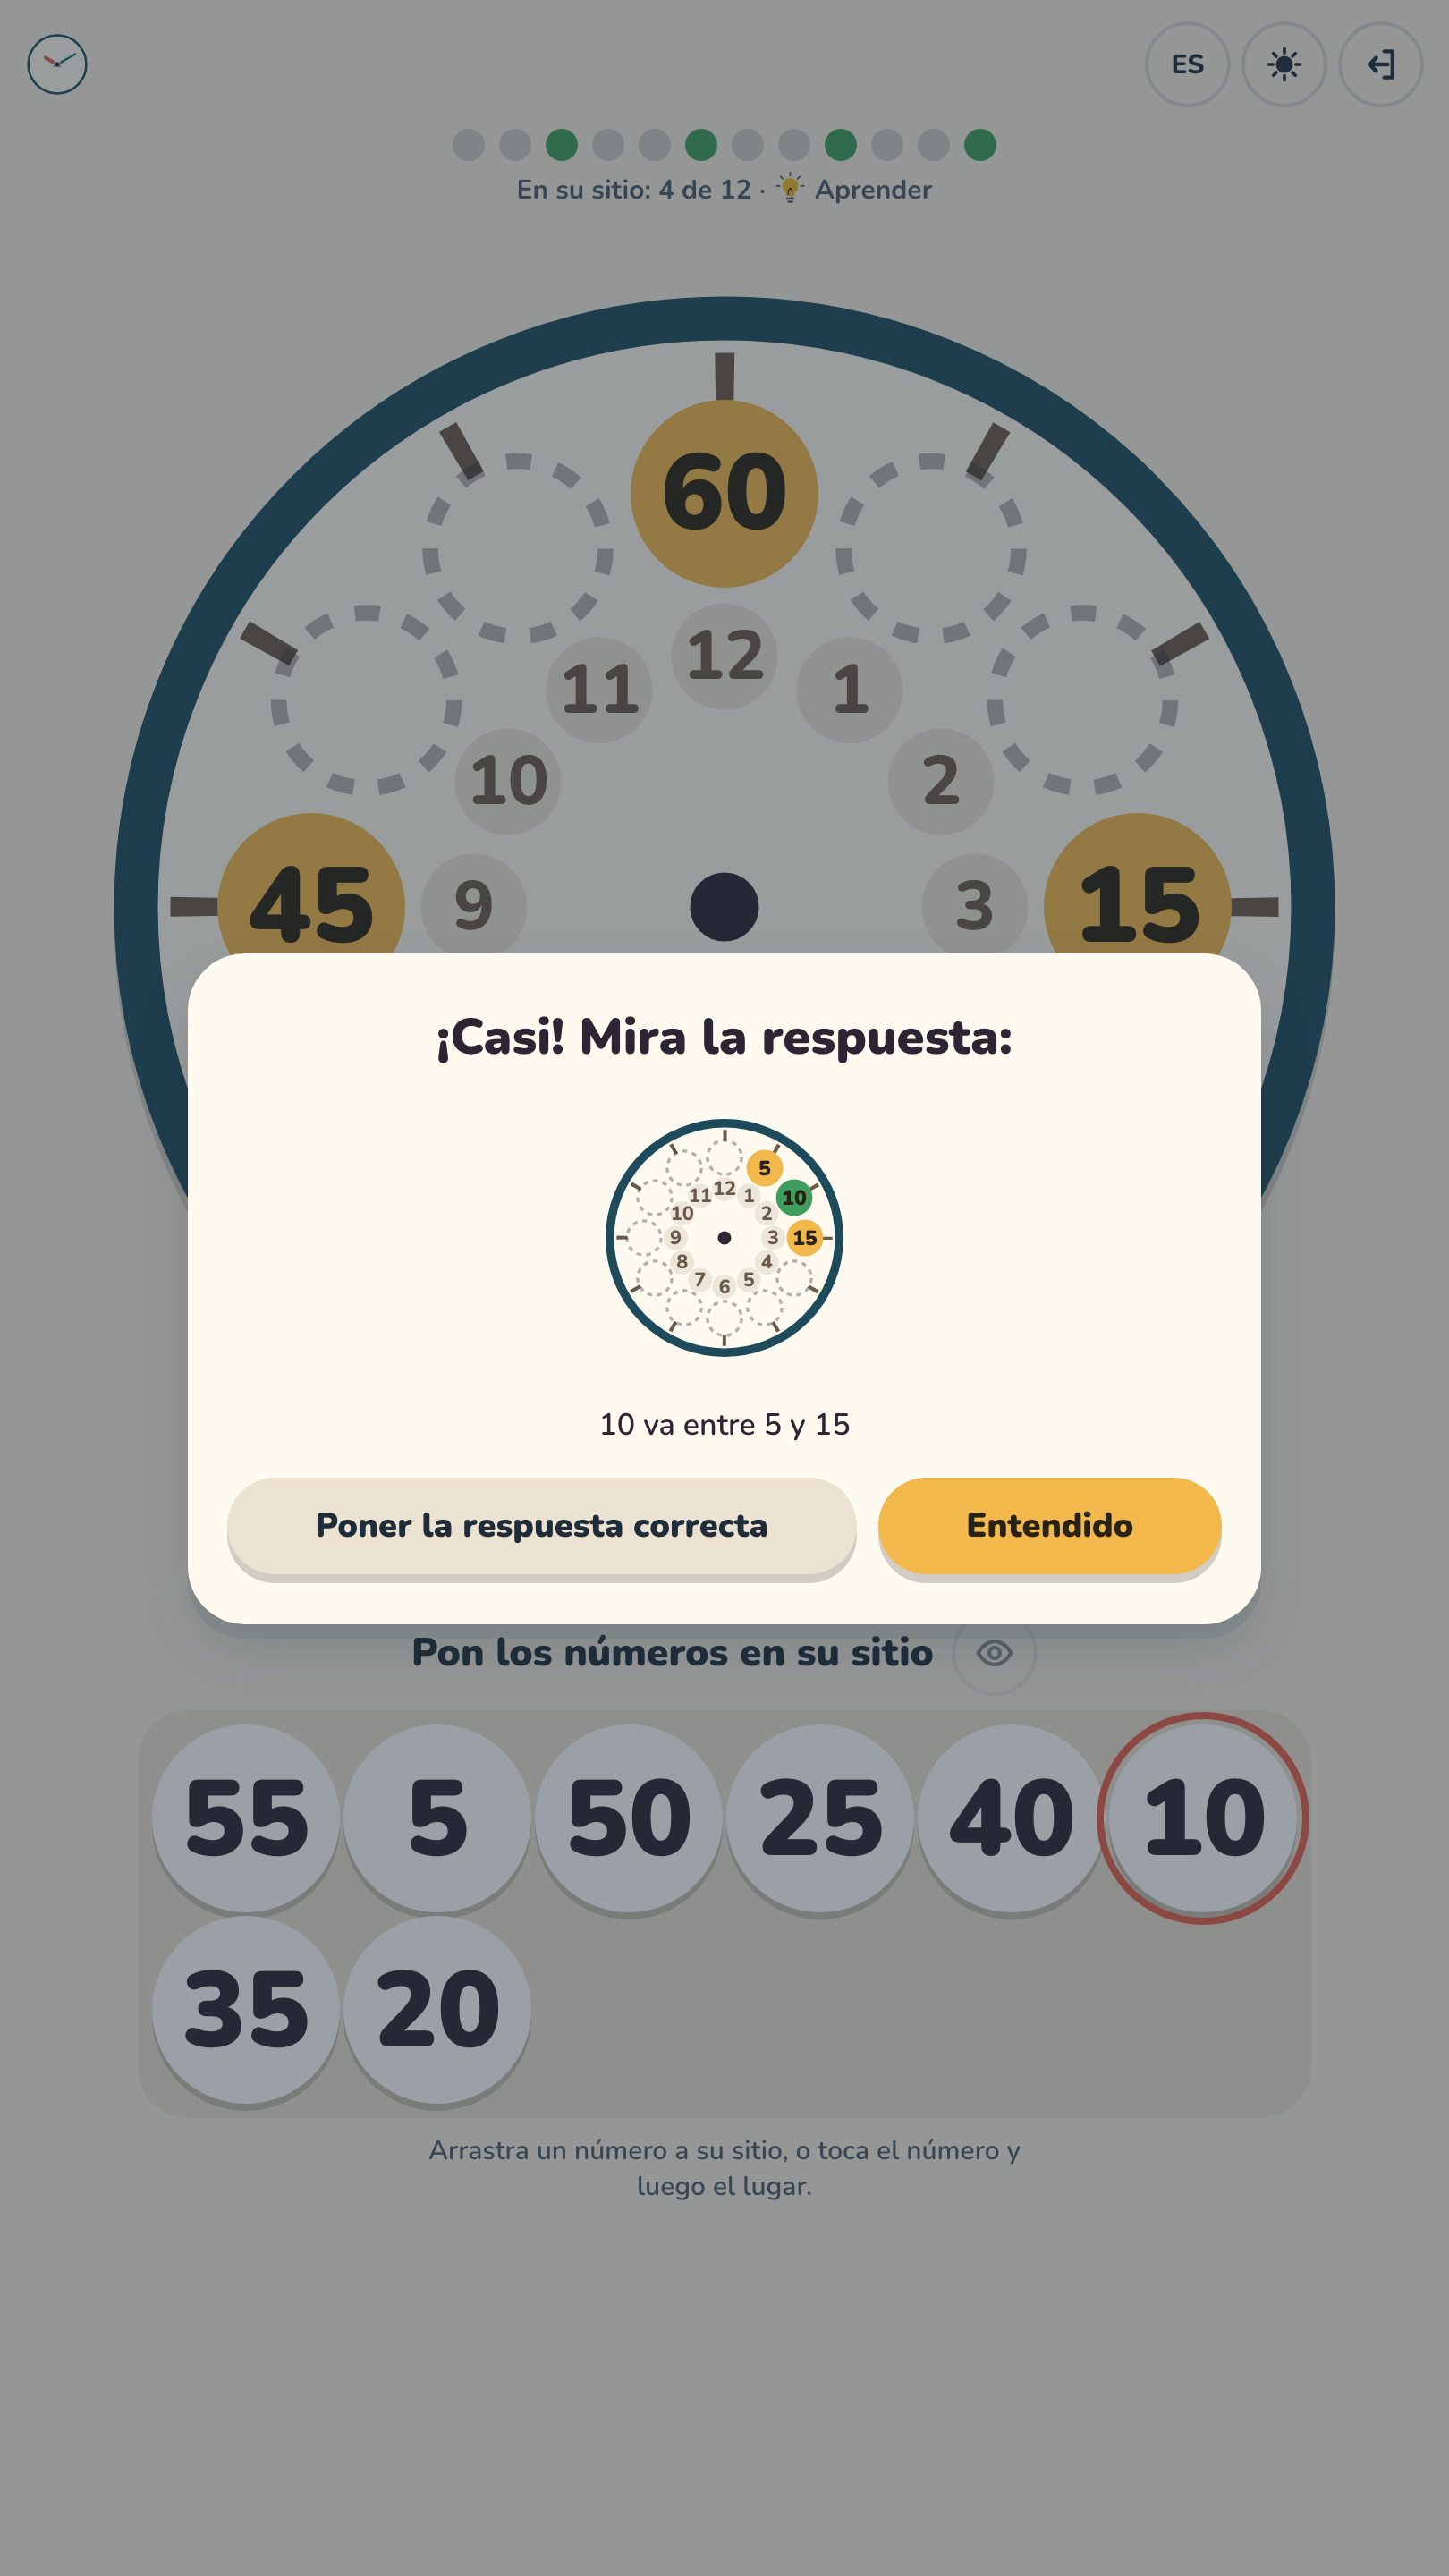 ES
En su sitio: 4 de 12 · Aprender
60
12
11
1
10
2
45
9
3
15
¡Casi! Mira la respuesta:
5
12
11
1
10
10
2
9
3
15
8
4
7
5
6
10 va entre 5 y 15
Poner la respuesta correcta
Entendido
Pon los números en su sitio
55 5 50 25 40 10
35 20
Arrastra un número a su sitio, o toca el número y
luego el lugar.